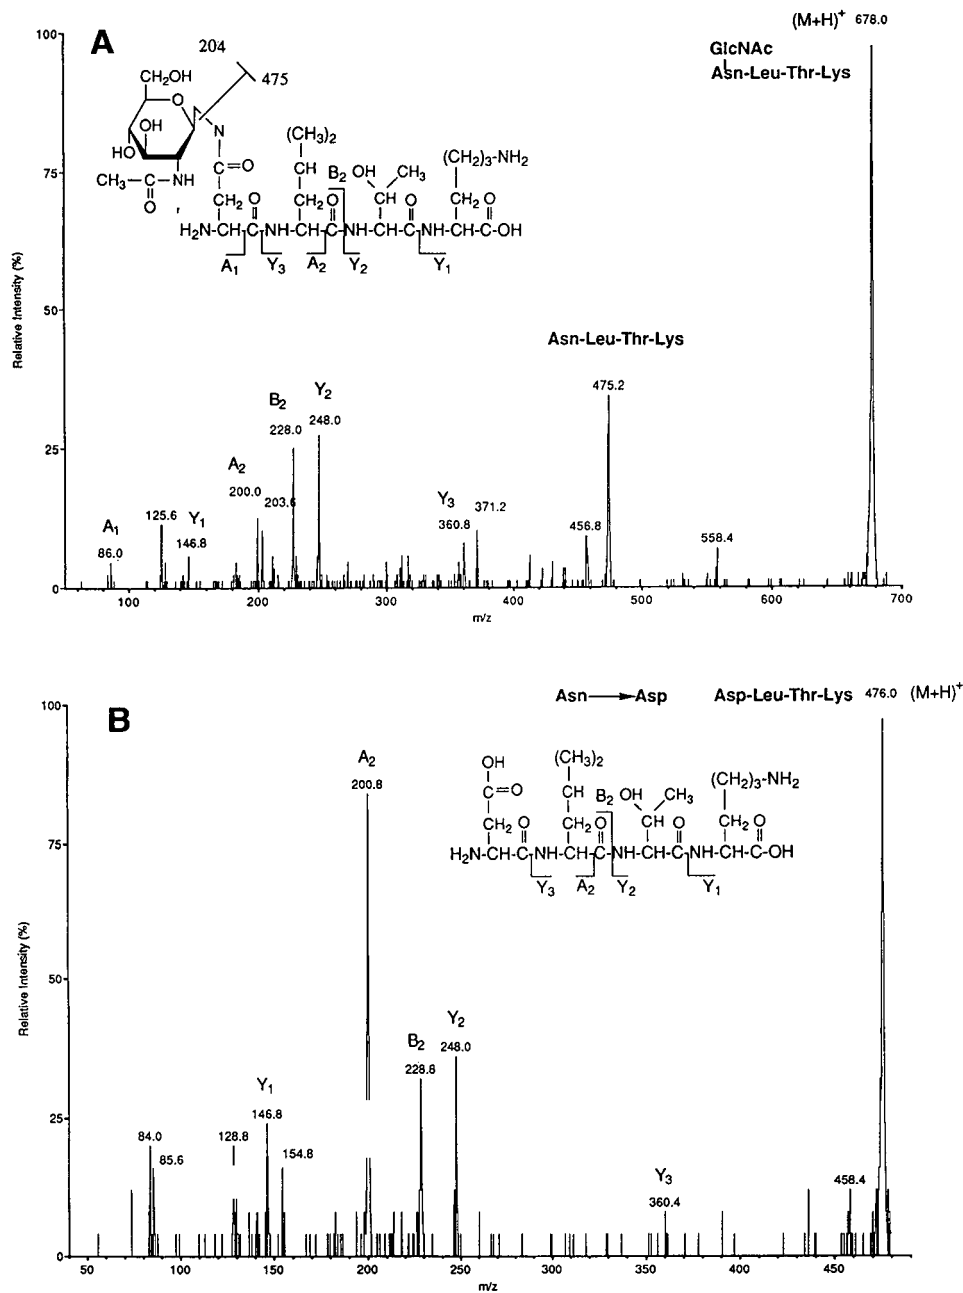 A
(M+H)+ 678.0
GlcNAc
Asn-Leu-Thr-Lys
204
475
CH2OH
O
OH
HO
N
CH3-C-NH
O
C=O
CH2 O
(CH3)2
CH
CH2 O
B2
OH CH3
CH O
(CH2)3-NH2
CH2 O
H2N-CH-C-NH-CH-C-NH-CH-C-NH-CH-C-OH
A1 Y3 A2 Y2 Y1
Relative Intensity (%)
100
75
50
25
0
Asn-Leu-Thr-Lys
475.2
B2
228.0
Y2
248.0
A2
200.0
203.6
Y3
360.8
371.2
A1
86.0
125.6
Y1
146.8
456.8
558.4
100 200 300 400 500 600 700
m/z
B
Asn→Asp
Asp-Leu-Thr-Lys 476.0 (M+H)+
OH
C=O
CH2 O
(CH3)2
CH
CH2 O
B2
OH CH3
CH O
(CH2)3-NH2
CH2 O
H2N-CH-C-NH-CH-C-NH-CH-C-NH-CH-C-OH
Y3 A2 Y2 Y1
Relative Intensity (%)
100
75
50
25
0
A2
200.8
B2
228.8
Y2
248.0
Y1
146.8
84.0
85.6
128.8
154.8
Y3
360.4
458.4
50 100 150 200 250 300 350 400 450
m/z